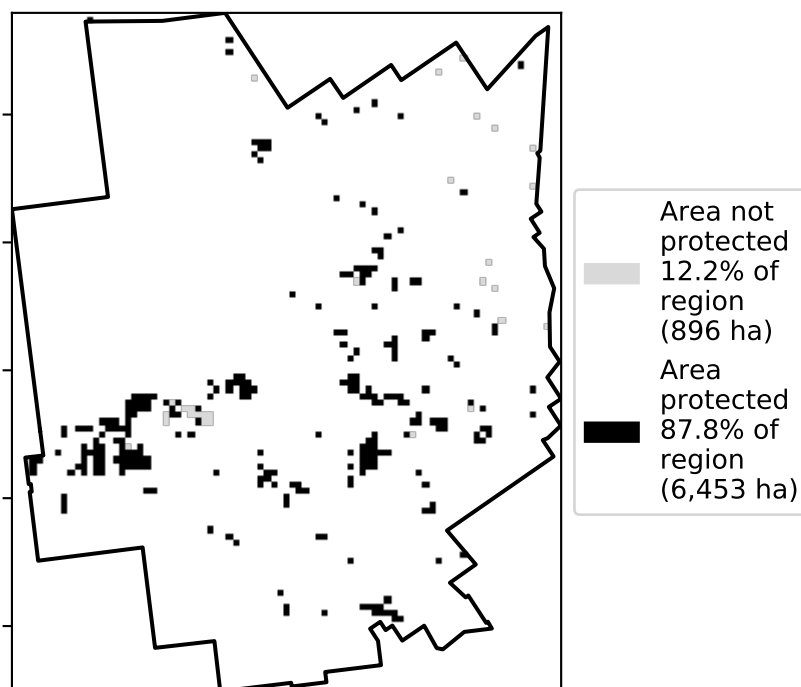 Area not
protected
12.2% of
region
(896 ha)
Area
protected
87.8% of
region
(6,453 ha)